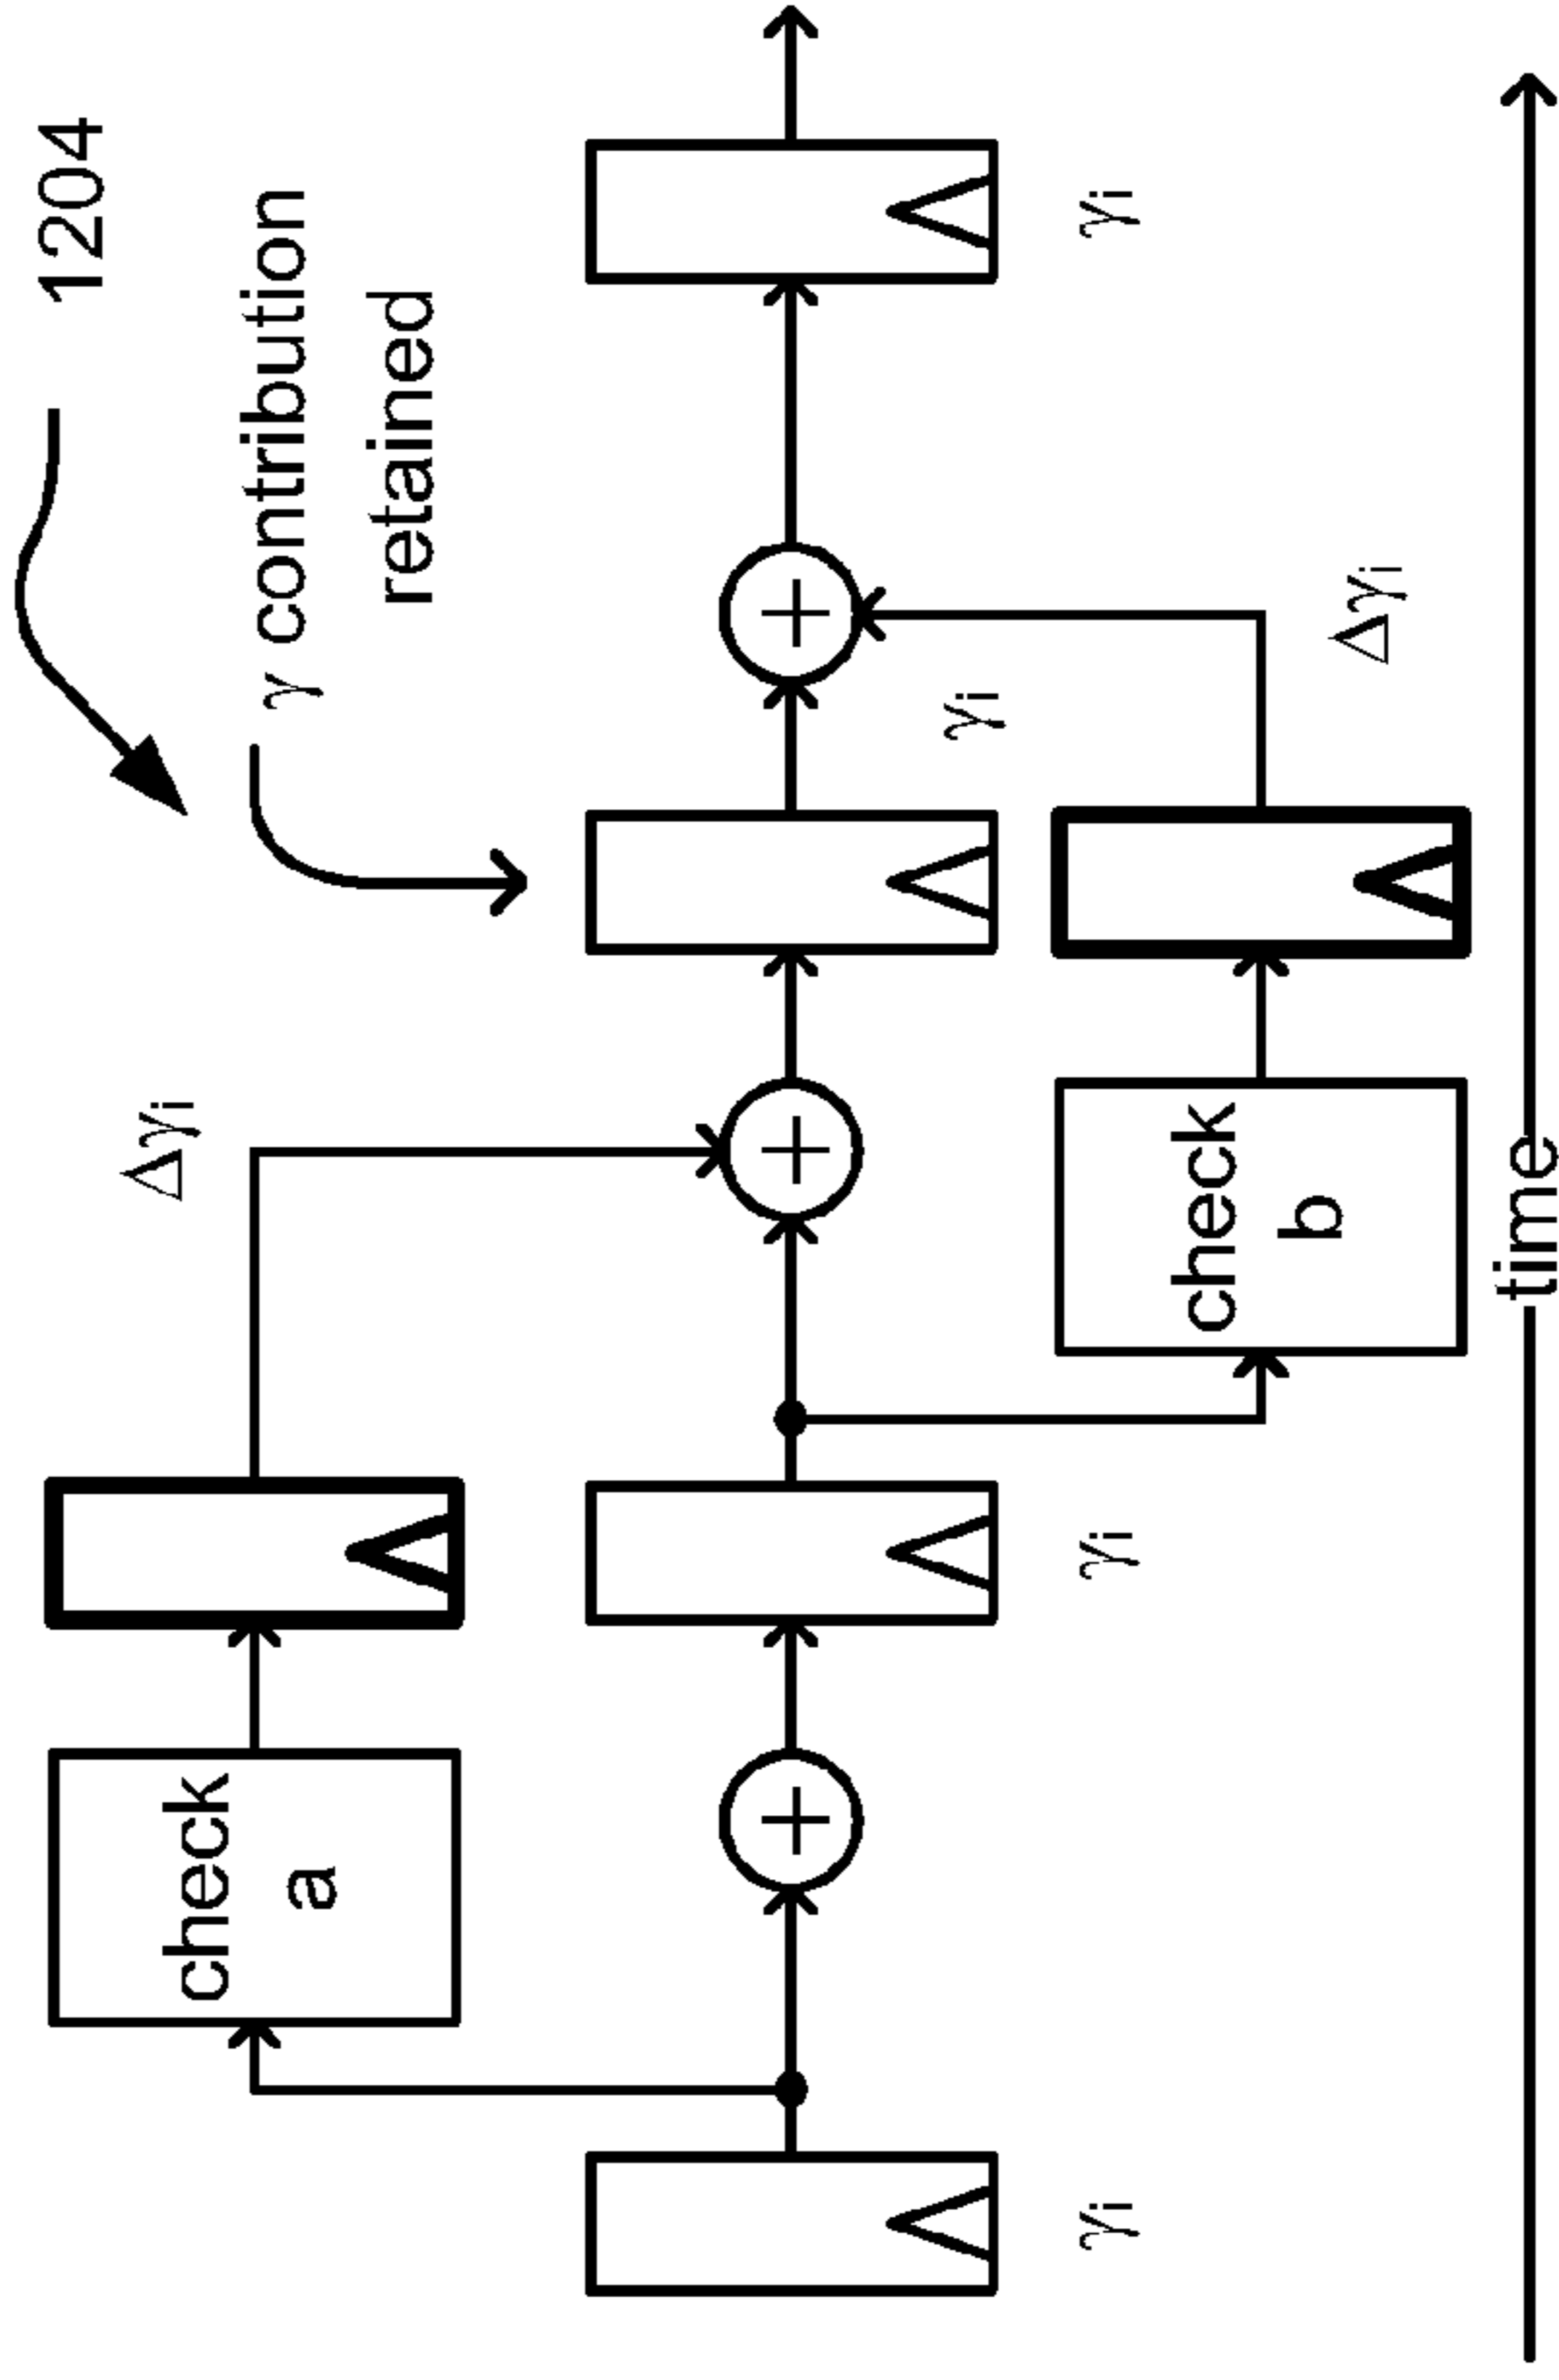 1204
γ contribution
retained
Δγi
check
a
γi
γi
γi
γi
check
b
Δγi
time